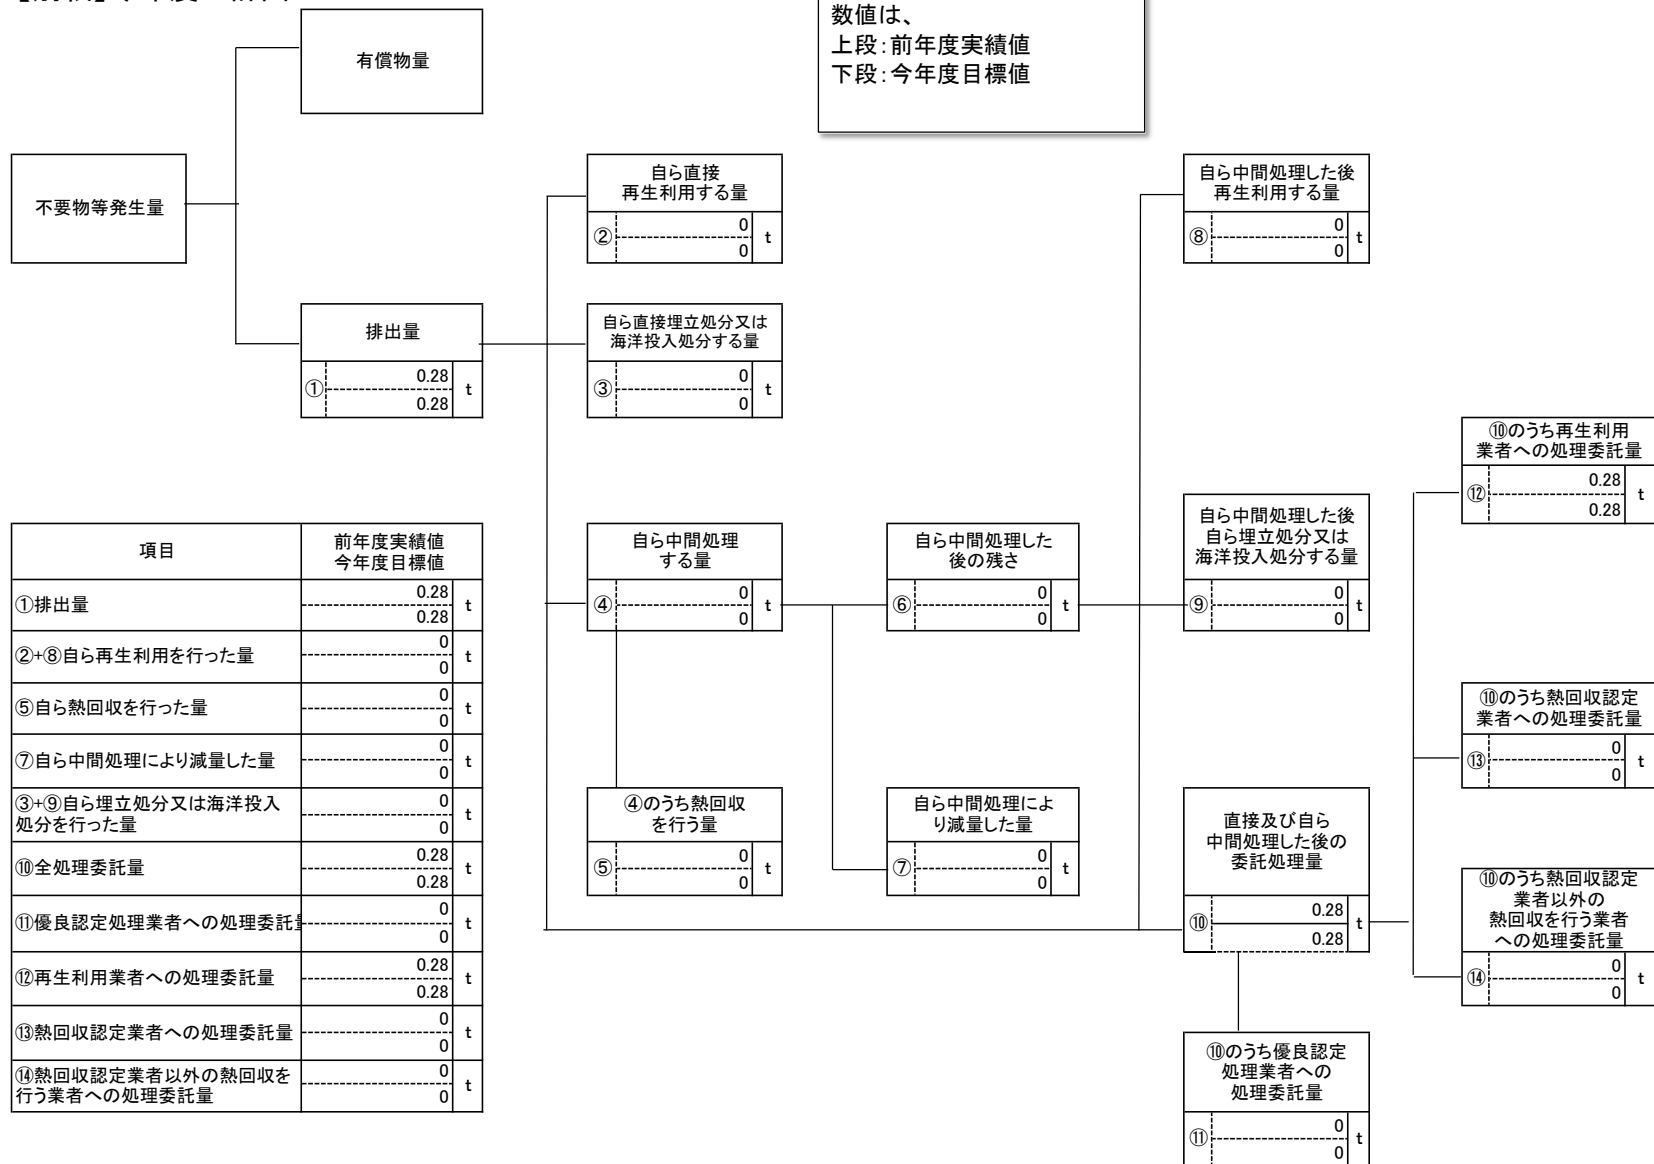 数値は、
上段:前年度実績値
下段:今年度目標値
有償物量
不要物等発生量
排出量
①
0.28
0.28
t
自ら直接
再生利用する量
②
0
0
t
自ら直接埋立処分又は
海洋投入処分する量
③
0
0
t
自ら中間処理
する量
④
0
0
t
④のうち熱回収
を行う量
⑤
0
0
t
自ら中間処理した
後の残さ
⑥
0
0
t
自ら中間処理によ
り減量した量
⑦
0
0
t
自ら中間処理した後
再生利用する量
⑧
0
0
t
自ら中間処理した後
自ら埋立処分又は
海洋投入処分する量
⑨
0
0
t
直接及び自ら
中間処理した後の
委託処理量
⑩
0.28
0.28
t
⑩のうち優良認定
処理業者への
処理委託量
⑪
0
0
t
⑩のうち再生利用
業者への処理委託量
⑫
0.28
0.28
t
⑩のうち熱回収認定
業者への処理委託量
⑬
0
0
t
⑩のうち熱回収認定
業者以外の
熱回収を行う業者
への処理委託量
⑭
0
0
t
項目
前年度実績値
今年度目標値
①排出量
0.28
0.28
t
②+⑧自ら再生利用を行った量
0
0
t
⑤自ら熱回収を行った量
0
0
t
⑦自ら中間処理により減量した量
0
0
t
③+⑨自ら埋立処分又は海洋投入
処分を行った量
0
0
t
⑩全処理委託量
0.28
0.28
t
⑪優良認定処理業者への処理委託量
0
0
t
⑫再生利用業者への処理委託量
0.28
0.28
t
⑬熱回収認定業者への処理委託量
0
0
t
⑭熱回収認定業者以外の熱回収を
行う業者への処理委託量
0
0
t